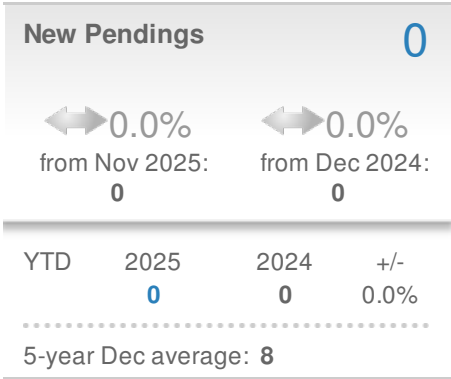 New Pendings 0
0.0% 0.0%
from Nov 2025: from Dec 2024:
0 0
YTD 2025 2024 +/-
0 0 0.0%
5-year Dec average: 8